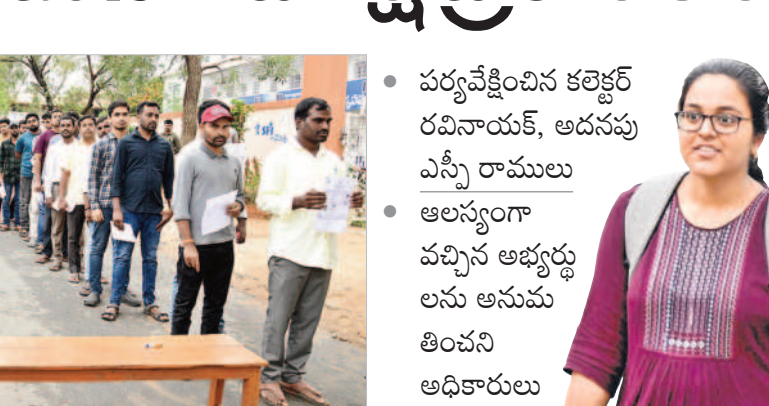 పర్యవేక్షించిన కలెక్టర్
రవినాయక్, అదనపు
ఎస్పీ రాములు
ఆలస్యంగా
వచ్చిన అభ్యర్థు
లను అనుమ
తించని
అధికారులు